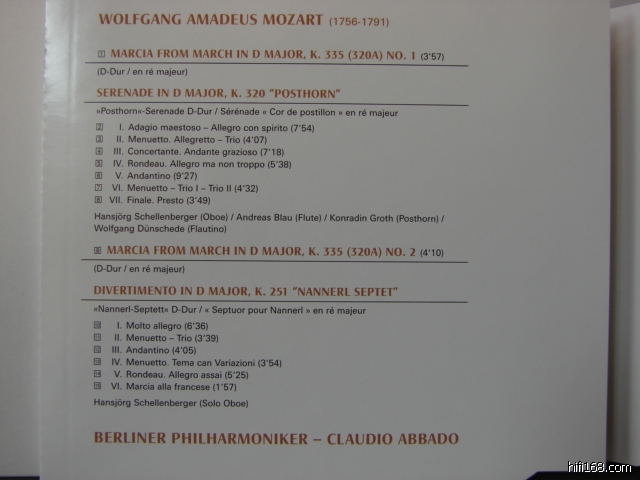 WOLFGANG AMADEUS MOZART (1756-1791)
1 MARCIA FROM MARCH IN D MAJOR, K. 335 (320A) NO. 1 (3'57)
(D-Dur / en ré majeur)
SERENADE IN D MAJOR, K. 320 "POSTHORN"
»Posthorn«-Serenade D-Dur / Sérénade « Cor de postillon » en ré majeur
2 I. Adagio maestoso – Allegro con spirito (7'54)
3 II. Menuetto. Allegretto – Trio (4'07)
4 III. Concertante. Andante grazioso (7'18)
5 IV. Rondeau. Allegro ma non troppo (5'38)
6 V. Andantino (9'27)
7 VI. Menuetto – Trio I – Trio II (4'32)
8 VII. Finale. Presto (3'49)
Hansjörg Schellenberger (Oboe) / Andreas Blau (Flute) / Konradin Groth (Posthorn) /
Wolfgang Dünschede (Flautino)
9 MARCIA FROM MARCH IN D MAJOR, K. 335 (320A) NO. 2 (4'10)
(D-Dur / en ré majeur)
DIVERTIMENTO IN D MAJOR, K. 251 "NANNERL SEPTET"
»Nannerl-Septett« D-Dur / « Septuor pour Nannerl » en ré majeur
10 I. Molto allegro (6'36)
11 II. Menuetto – Trio (3'39)
12 III. Andantino (4'05)
13 IV. Menuetto. Tema con Variazioni (3'54)
14 V. Rondeau. Allegro assai (5'25)
15 VI. Marcia alla francese (1'57)
Hansjörg Schellenberger (Solo Oboe)
BERLINER PHILHARMONIKER – CLAUDIO ABBADO
hifi168.com